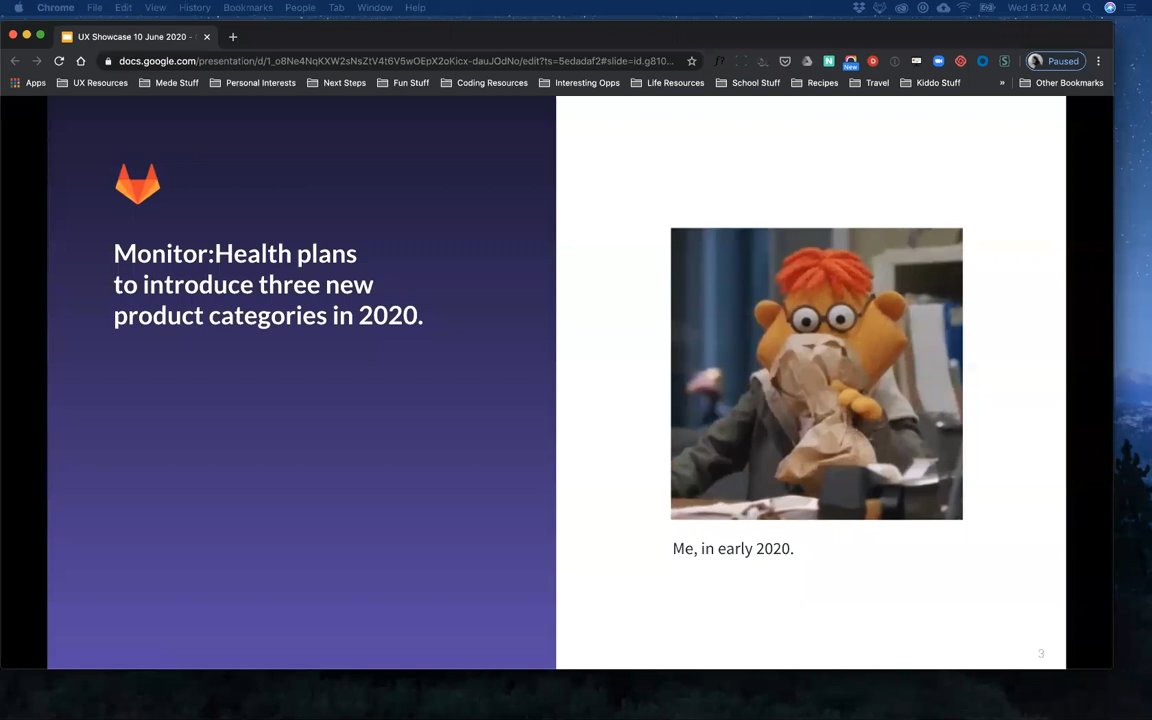 Chrome File Edit View History Bookmarks People Tab Window Help Wed 8:12 AM
UX Showcase 10 June 2020 -
docs.google.com/presentation/d/1_o8Ne4NqKXW2sNsZtV4t6V5wOEpX2oKicx-dauJOdNo/edit?ts=5edadaf2#slide=id.g810...
New
Paused
Apps UX Resources Mede Stuff Personal Interests Next Steps Fun Stuff Coding Resources Interesting Opps Life Resources School Stuff Recipes Travel Kiddo Stuff » Other Bookmarks
Monitor:Health plans
to introduce three new
product categories in 2020.
Me, in early 2020.
3